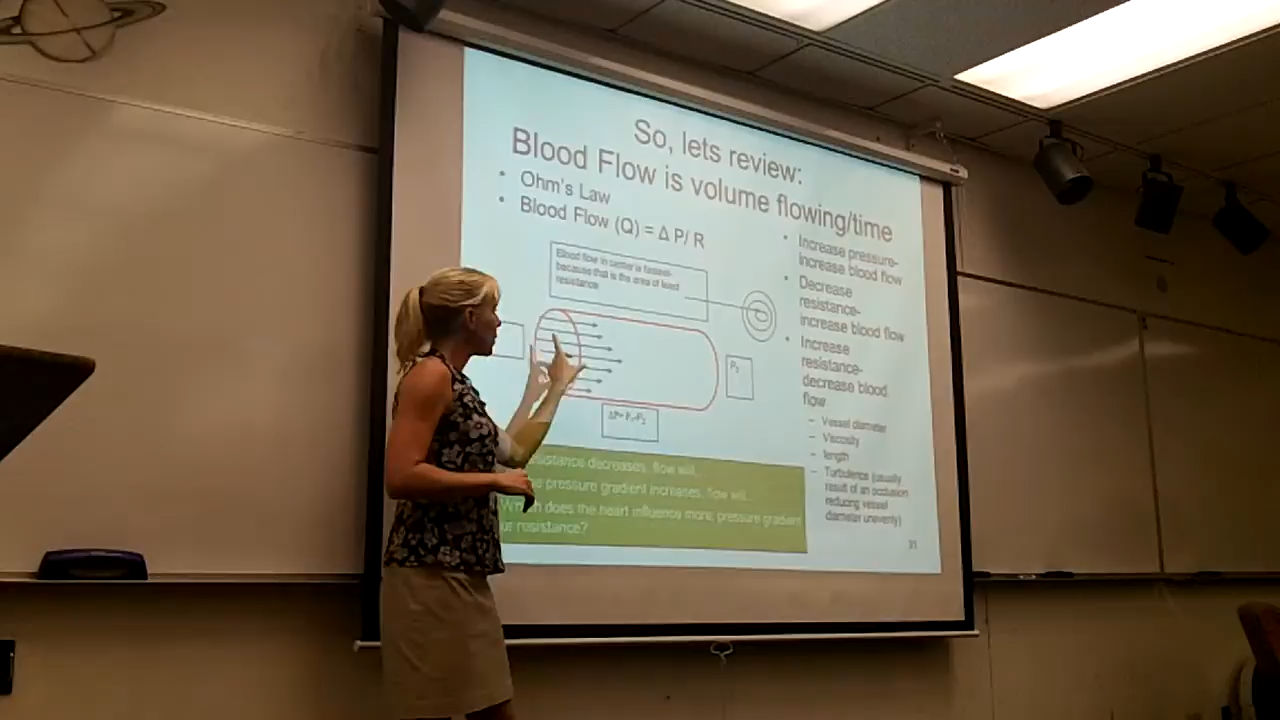 So, lets review:
Blood Flow is volume flowing/time
• Ohm's Law
• Blood Flow (Q) = Δ P/ R
Blood flow in center is fastest-
because that is the area of least
resistance
P₂
ΔP= P₁-P₂
resistance decreases, flow will...
pressure gradient increases, flow will...
does the heart influence more, pressure gradient
or resistance?
• Increase pressure-
increase blood flow
• Decrease
resistance-
increase blood flow
• Increase
resistance-
decrease blood
flow
– Vessel diameter
– Viscosity
– length
– Turbulence (usually
result of an occlusion
reducing vessel
diameter unevenly)
31